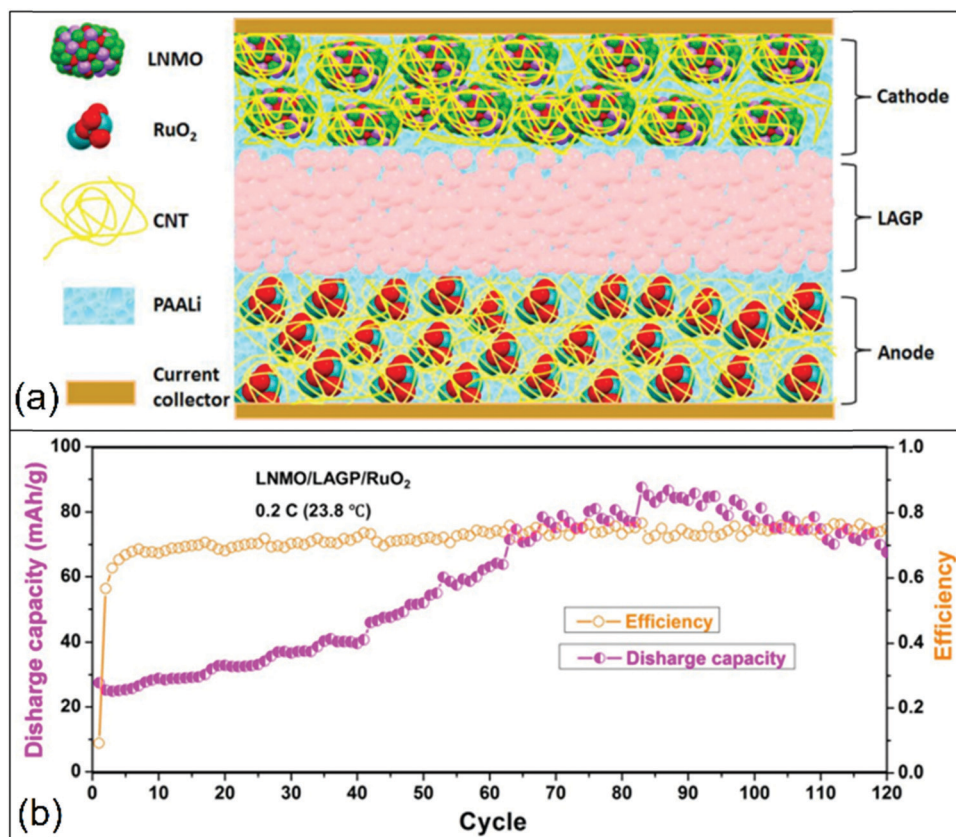 LNMO
RuO₂
CNT
PAALi
Current
collector
(a)
Cathode
LAGP
Anode
Disharge capacity (mAh/g)
100
80
60
40
20
0
LNMO/LAGP/RuO₂
0.2 C (23.8 ℃)
Efficiency
Disharge capacity
1.0
0.8
0.6
0.4
0.2
0.0
Efficiency
0 10 20 30 40 50 60 70 80 90 100 110 120
Cycle
(b)